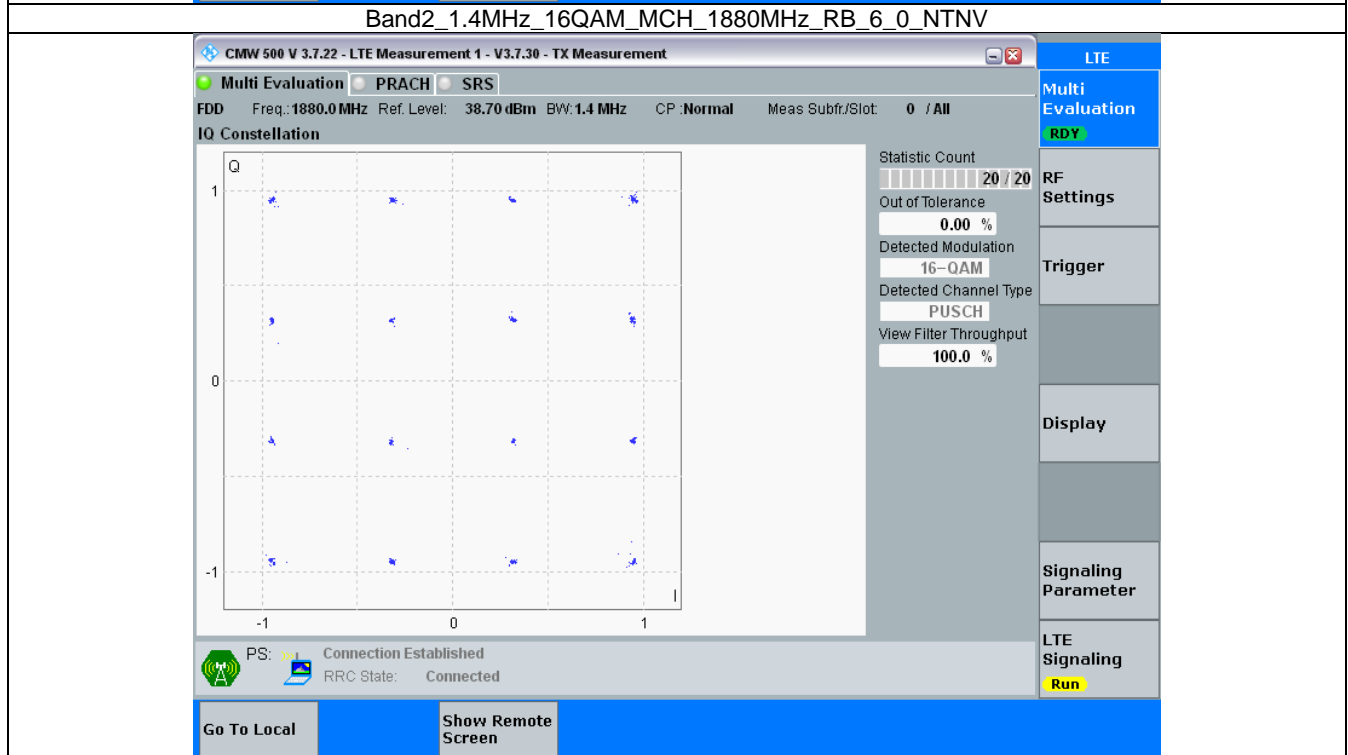 Band2_1.4MHz_16QAM_MCH_1880MHz_RB_6_0_NTNV
CMW 500 V 3.7.22 - LTE Measurement 1 - V3.7.30 - TX Measurement
LTE
Multi Evaluation PRACH SRS
Multi
Evaluation
RDY
FDD Freq.:1880.0 MHz Ref. Level: 38.70 dBm BW:1.4 MHz CP :Normal Meas Subfr./Slot: 0 / All
IQ Constellation
Q
1
0
-1
-1 0 1
I
Statistic Count
20 / 20
Out of Tolerance
0.00 %
Detected Modulation
16-QAM
Detected Channel Type
PUSCH
View Filter Throughput
100.0 %
RF
Settings
Trigger
Display
Signaling
Parameter
LTE
Signaling
Run
PS: Connection Established
RRC State: Connected
Go To Local
Show Remote
Screen